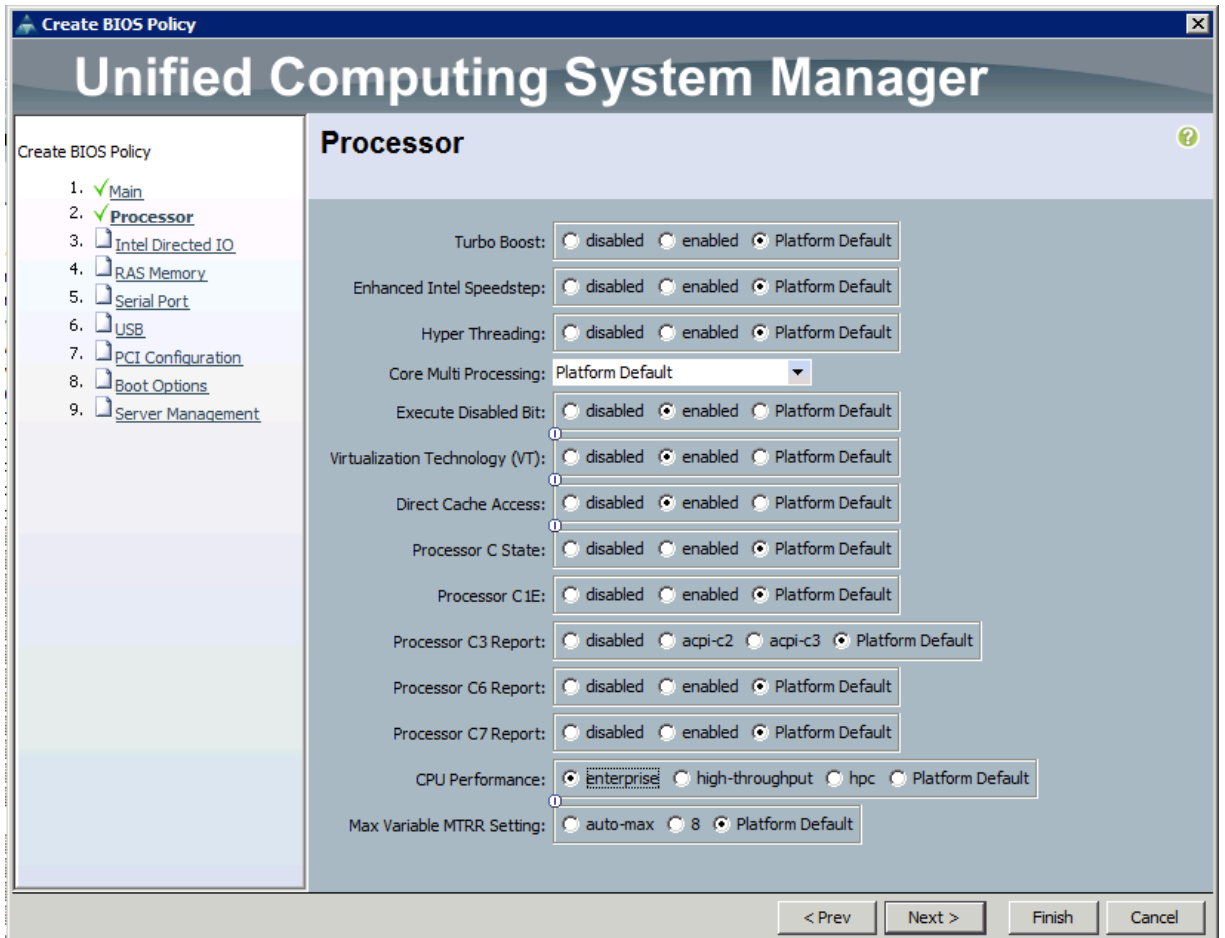 Create BIOS Policy
Unified Computing System Manager
Create BIOS Policy
1. Main
2. Processor
3. Intel Directed IO
4. RAS Memory
5. Serial Port
6. USB
7. PCI Configuration
8. Boot Options
9. Server Management
Processor
Turbo Boost: disabled enabled Platform Default
Enhanced Intel Speedstep: disabled enabled Platform Default
Hyper Threading: disabled enabled Platform Default
Core Multi Processing: Platform Default
Execute Disabled Bit: disabled enabled Platform Default
Virtualization Technology (VT): disabled enabled Platform Default
Direct Cache Access: disabled enabled Platform Default
Processor C State: disabled enabled Platform Default
Processor C1E: disabled enabled Platform Default
Processor C3 Report: disabled acpi-c2 acpi-c3 Platform Default
Processor C6 Report: disabled enabled Platform Default
Processor C7 Report: disabled enabled Platform Default
CPU Performance: enterprise high-throughput hpc Platform Default
Max Variable MTRR Setting: auto-max 8 Platform Default
< Prev Next > Finish Cancel